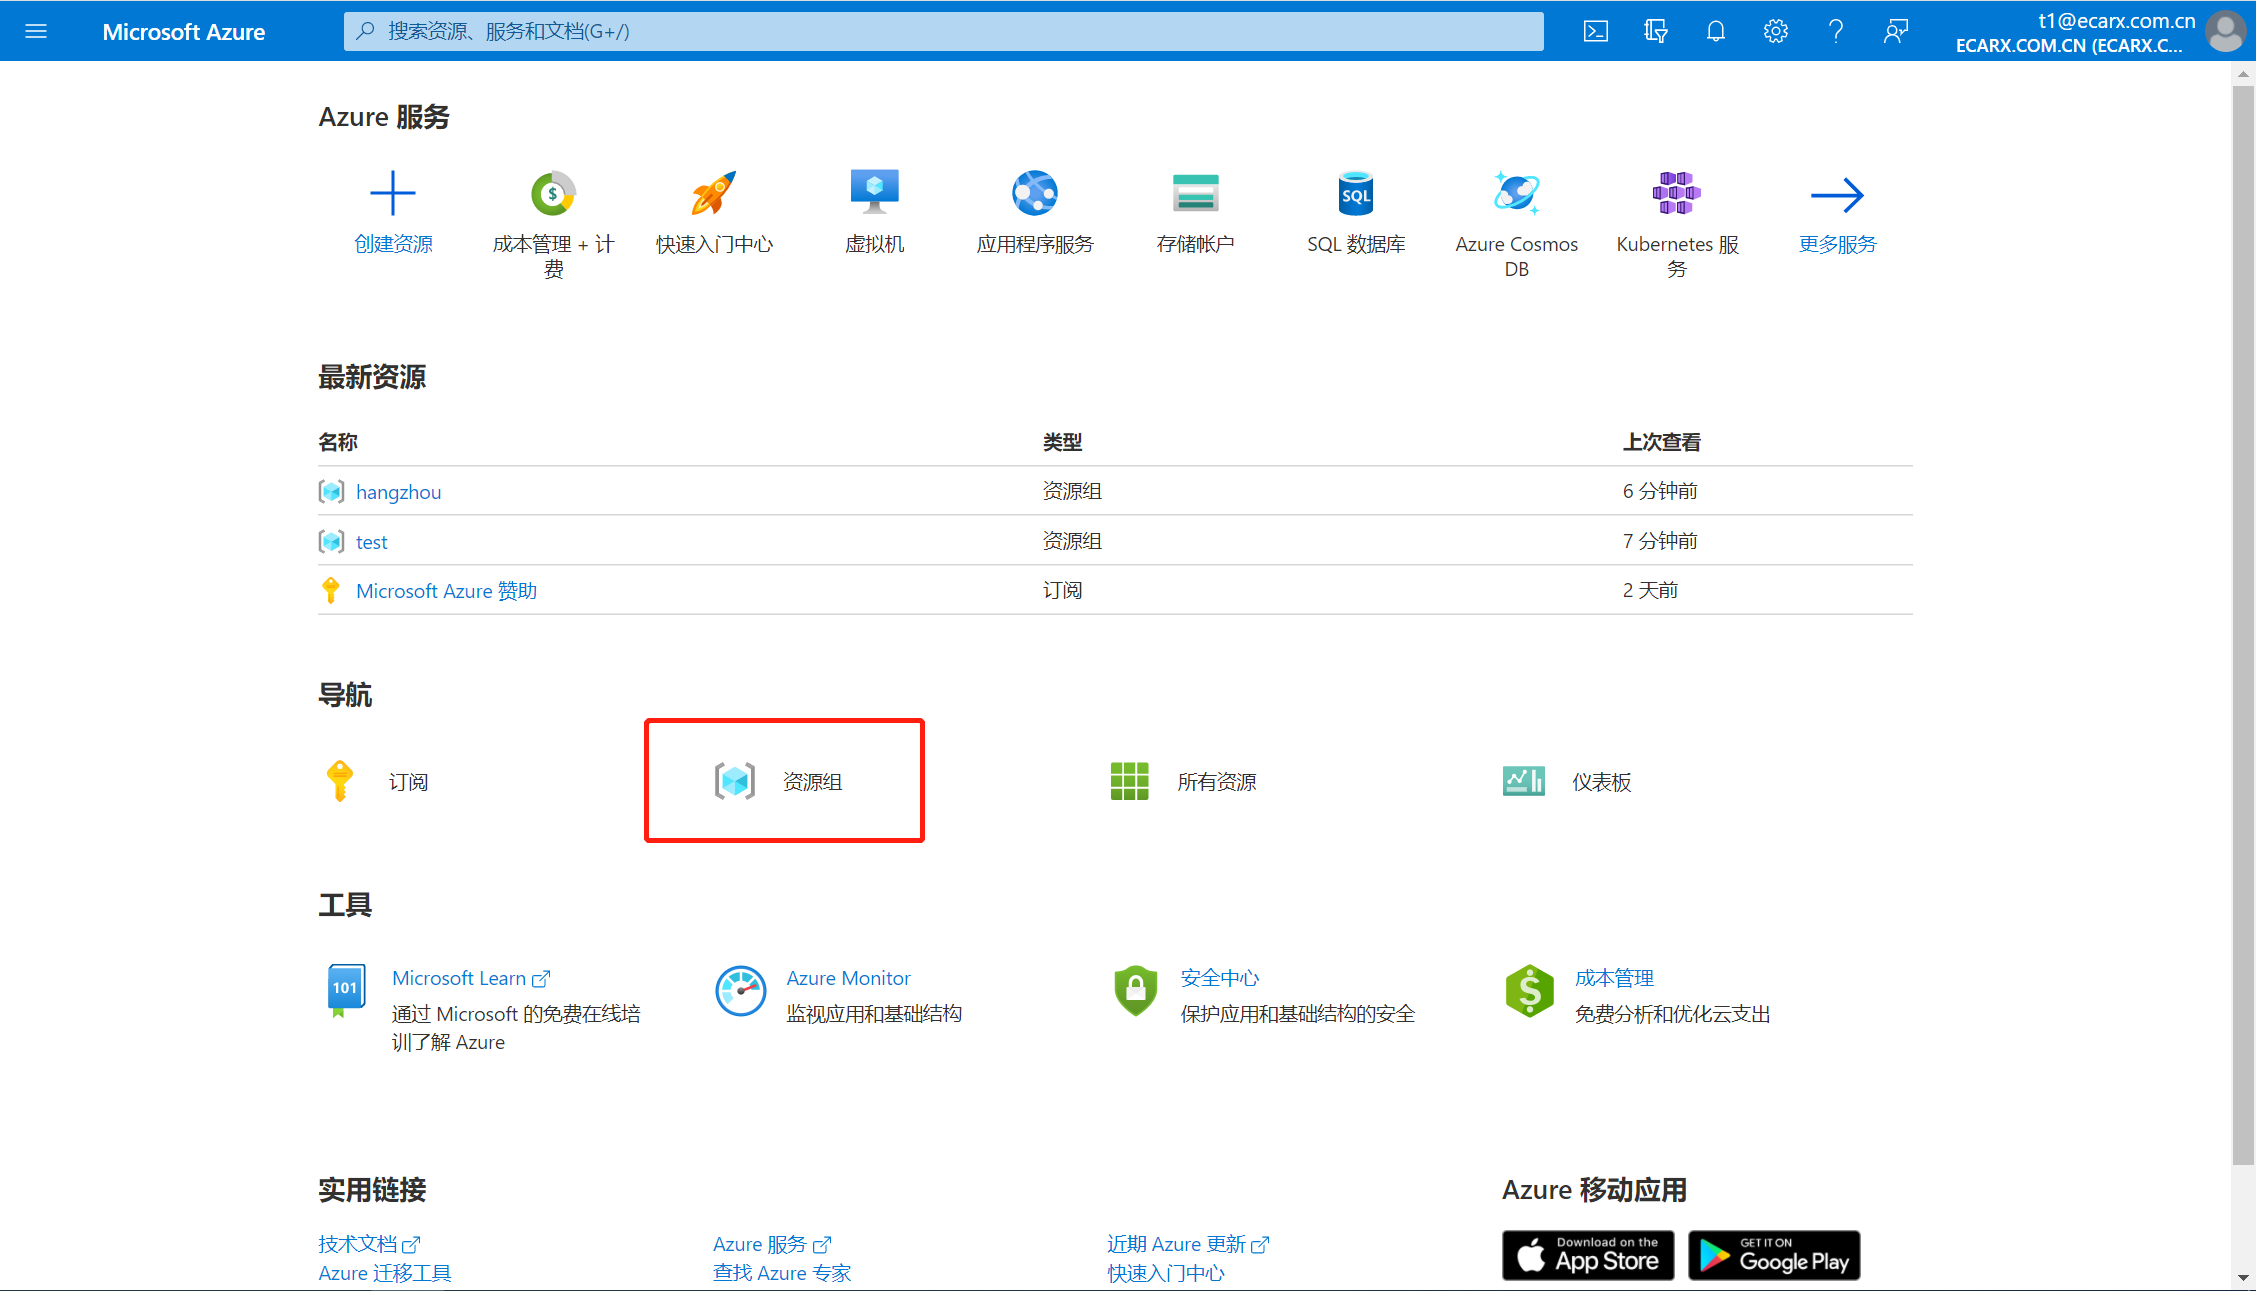 Microsoft Azure
搜索资源、服务和文档(G+/)
t1@ecarx.com.cn
ECARX.COM.CN (ECARX.C...
Azure 服务
创建资源
成本管理 + 计
费
快速入门中心
虚拟机
应用程序服务
存储帐户
SQL
SQL 数据库
Azure Cosmos
DB
Kubernetes 服
务
更多服务
最新资源
名称 类型 上次查看
hangzhou 资源组 6 分钟前
test 资源组 7 分钟前
Microsoft Azure 赞助 订阅 2 天前
导航
订阅 资源组 所有资源 仪表板
工具
101
Microsoft Learn
通过 Microsoft 的免费在线培
训了解 Azure
Azure Monitor
监视应用和基础结构
安全中心
保护应用和基础结构的安全
成本管理
免费分析和优化云支出
实用链接
技术文档 Azure 服务 近期 Azure 更新
Azure 迁移工具 查找 Azure 专家 快速入门中心
Azure 移动应用
Download on the
App Store
GET IT ON
Google Play